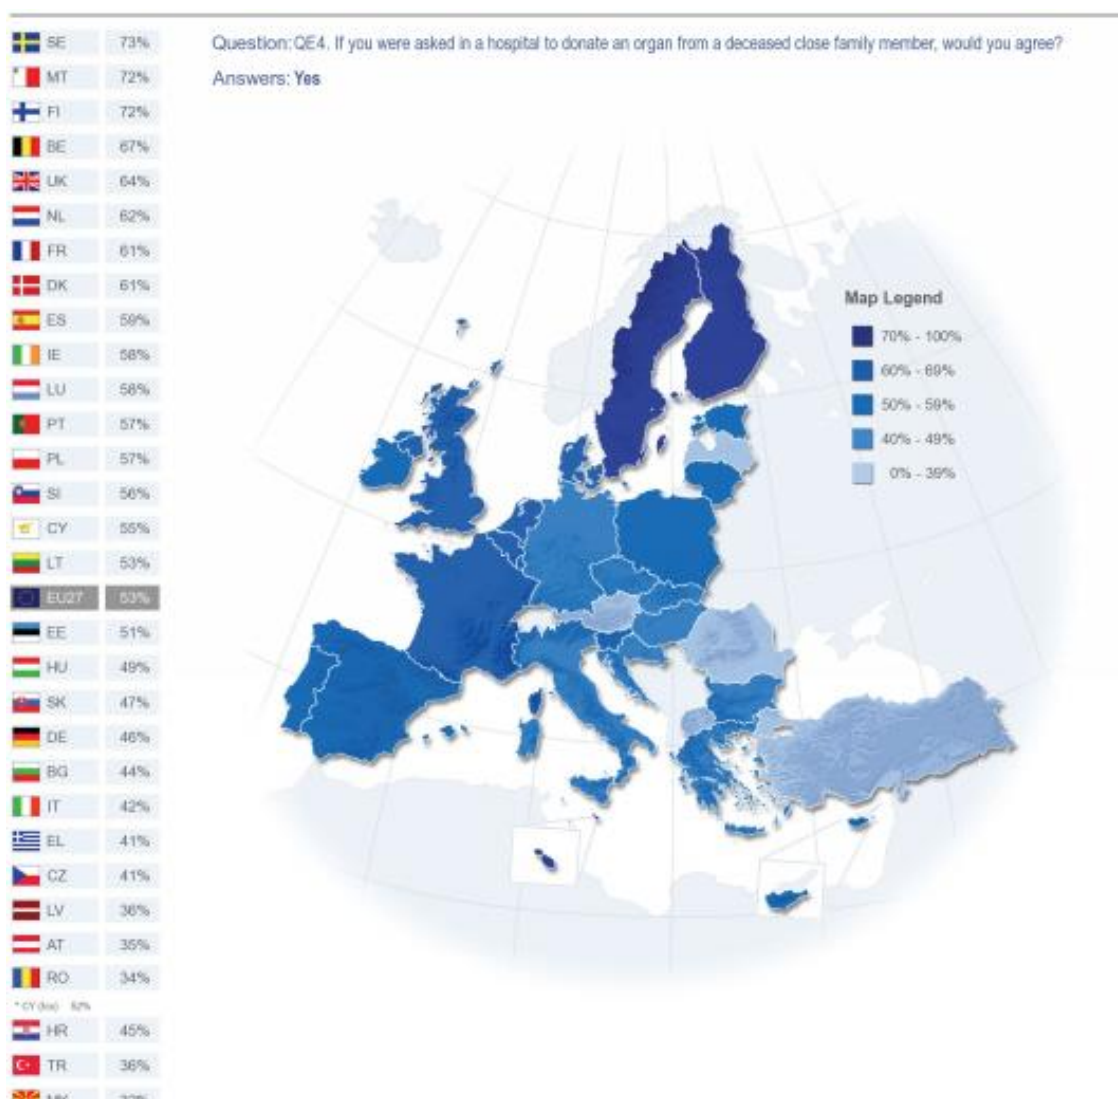 Question: QE4. If you were asked in a hospital to donate an organ from a deceased close family member, would you agree?
Answers: Yes
SE 73%
MT 72%
FI 72%
BE 67%
UK 64%
NL 62%
FR 61%
DK 61%
ES 59%
IE 58%
LU 58%
PT 57%
PL 57%
SI 56%
CY 55%
LT 53%
EU27 53%
EE 51%
HU 49%
SK 47%
DE 46%
BG 44%
IT 42%
EL 41%
CZ 41%
LV 36%
AT 35%
RO 34%
HR 45%
TR 36%
Map Legend
70% - 100%
60% - 69%
50% - 59%
40% - 49%
0% - 39%